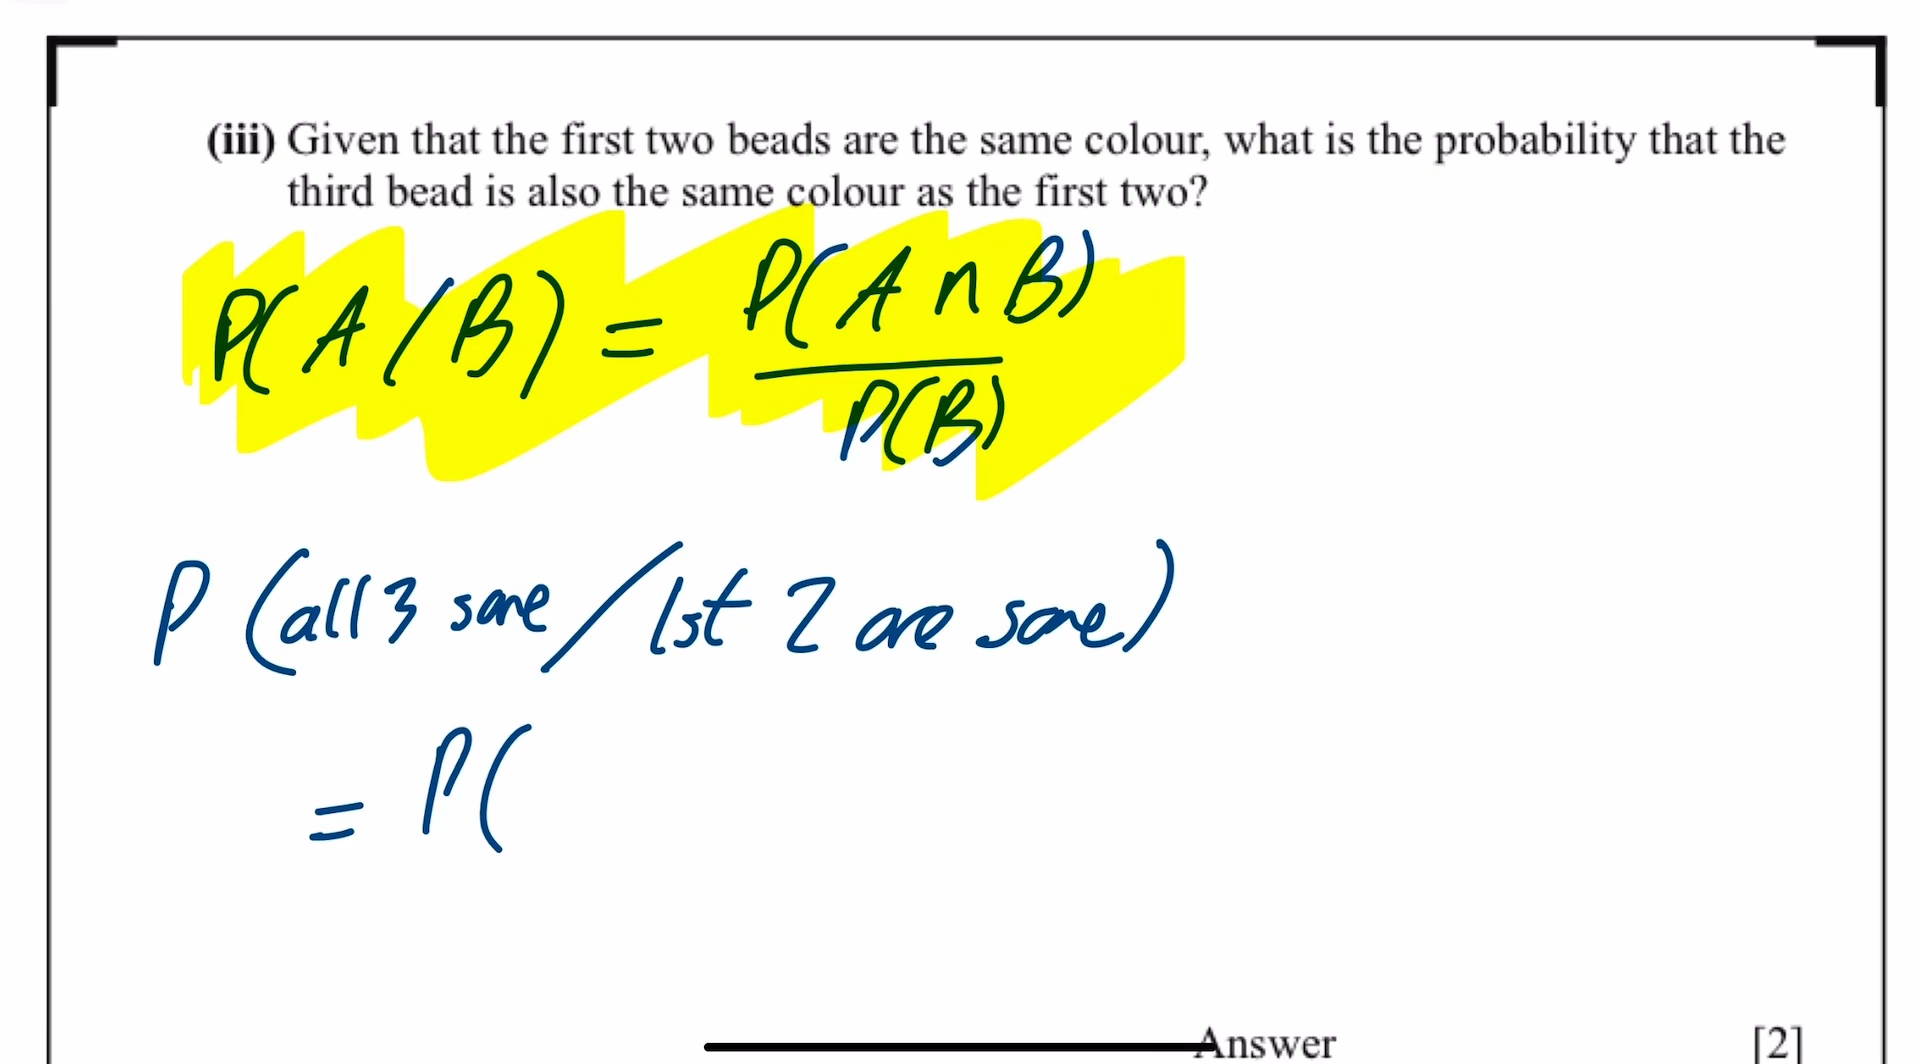 (iii) Given that the first two beads are the same colour, what is the probability that the
third bead is also the same colour as the first two?
P(A/B) = P(A∩B)
P(B)
P (all 3 same / 1st 2 are same)
= P(
Answer [2]